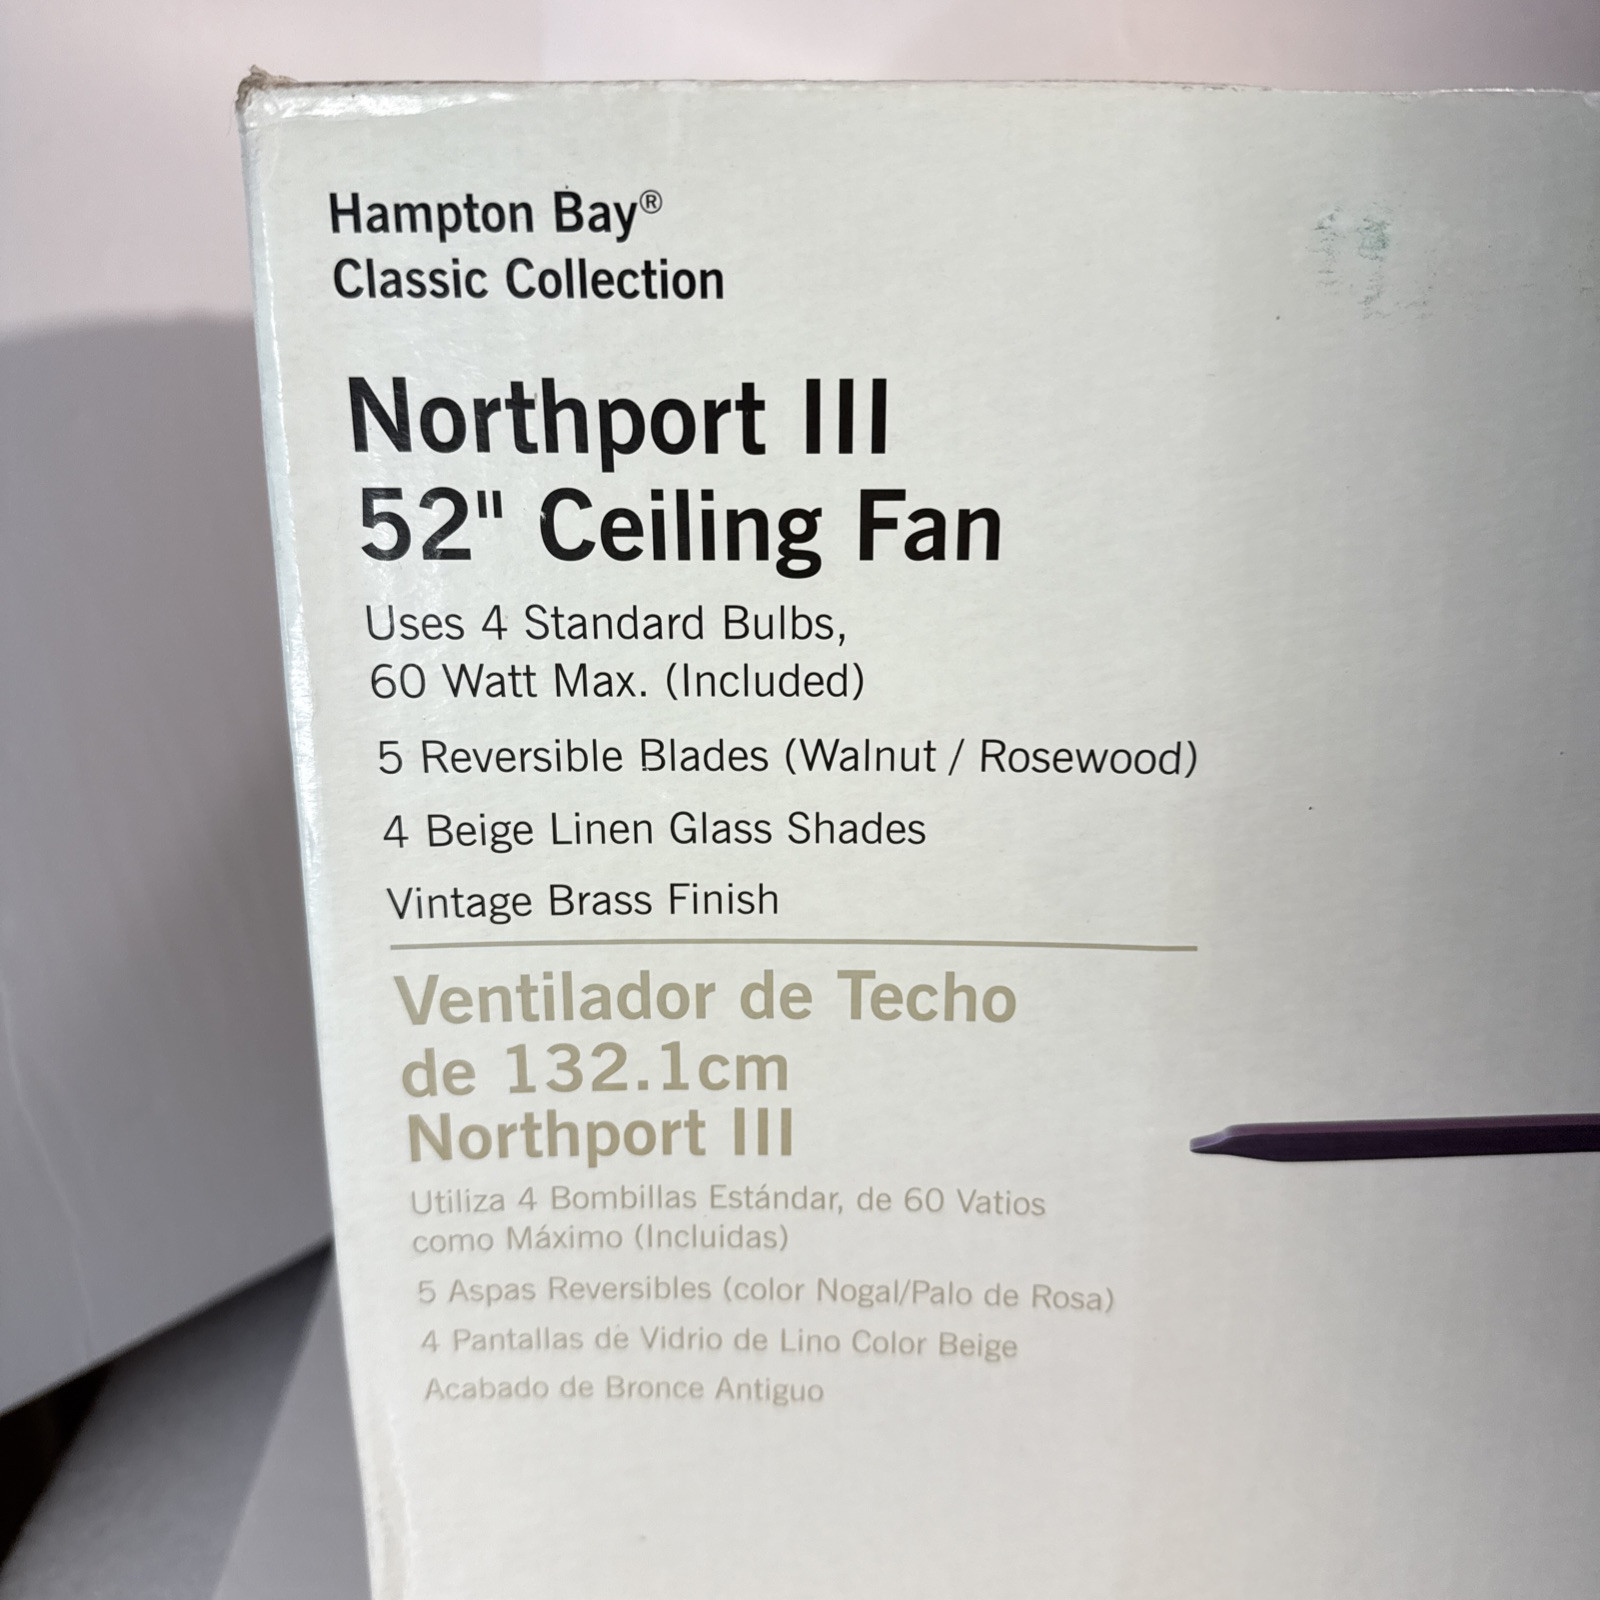 Hampton Bay®
Classic Collection
Northport III
52" Ceiling Fan
Uses 4 Standard Bulbs,
60 Watt Max. (Included)
5 Reversible Blades (Walnut / Rosewood)
4 Beige Linen Glass Shades
Vintage Brass Finish
Ventilador de Techo
de 132.1cm
Northport III
Utiliza 4 Bombillas Estándar, de 60 Vatios
como Máximo (Incluidas)
5 Aspas Reversibles (color Nogal/Palo de Rosa)
4 Pantallas de Vidrio de Lino Color Beige
Acabado de Bronce Antiguo